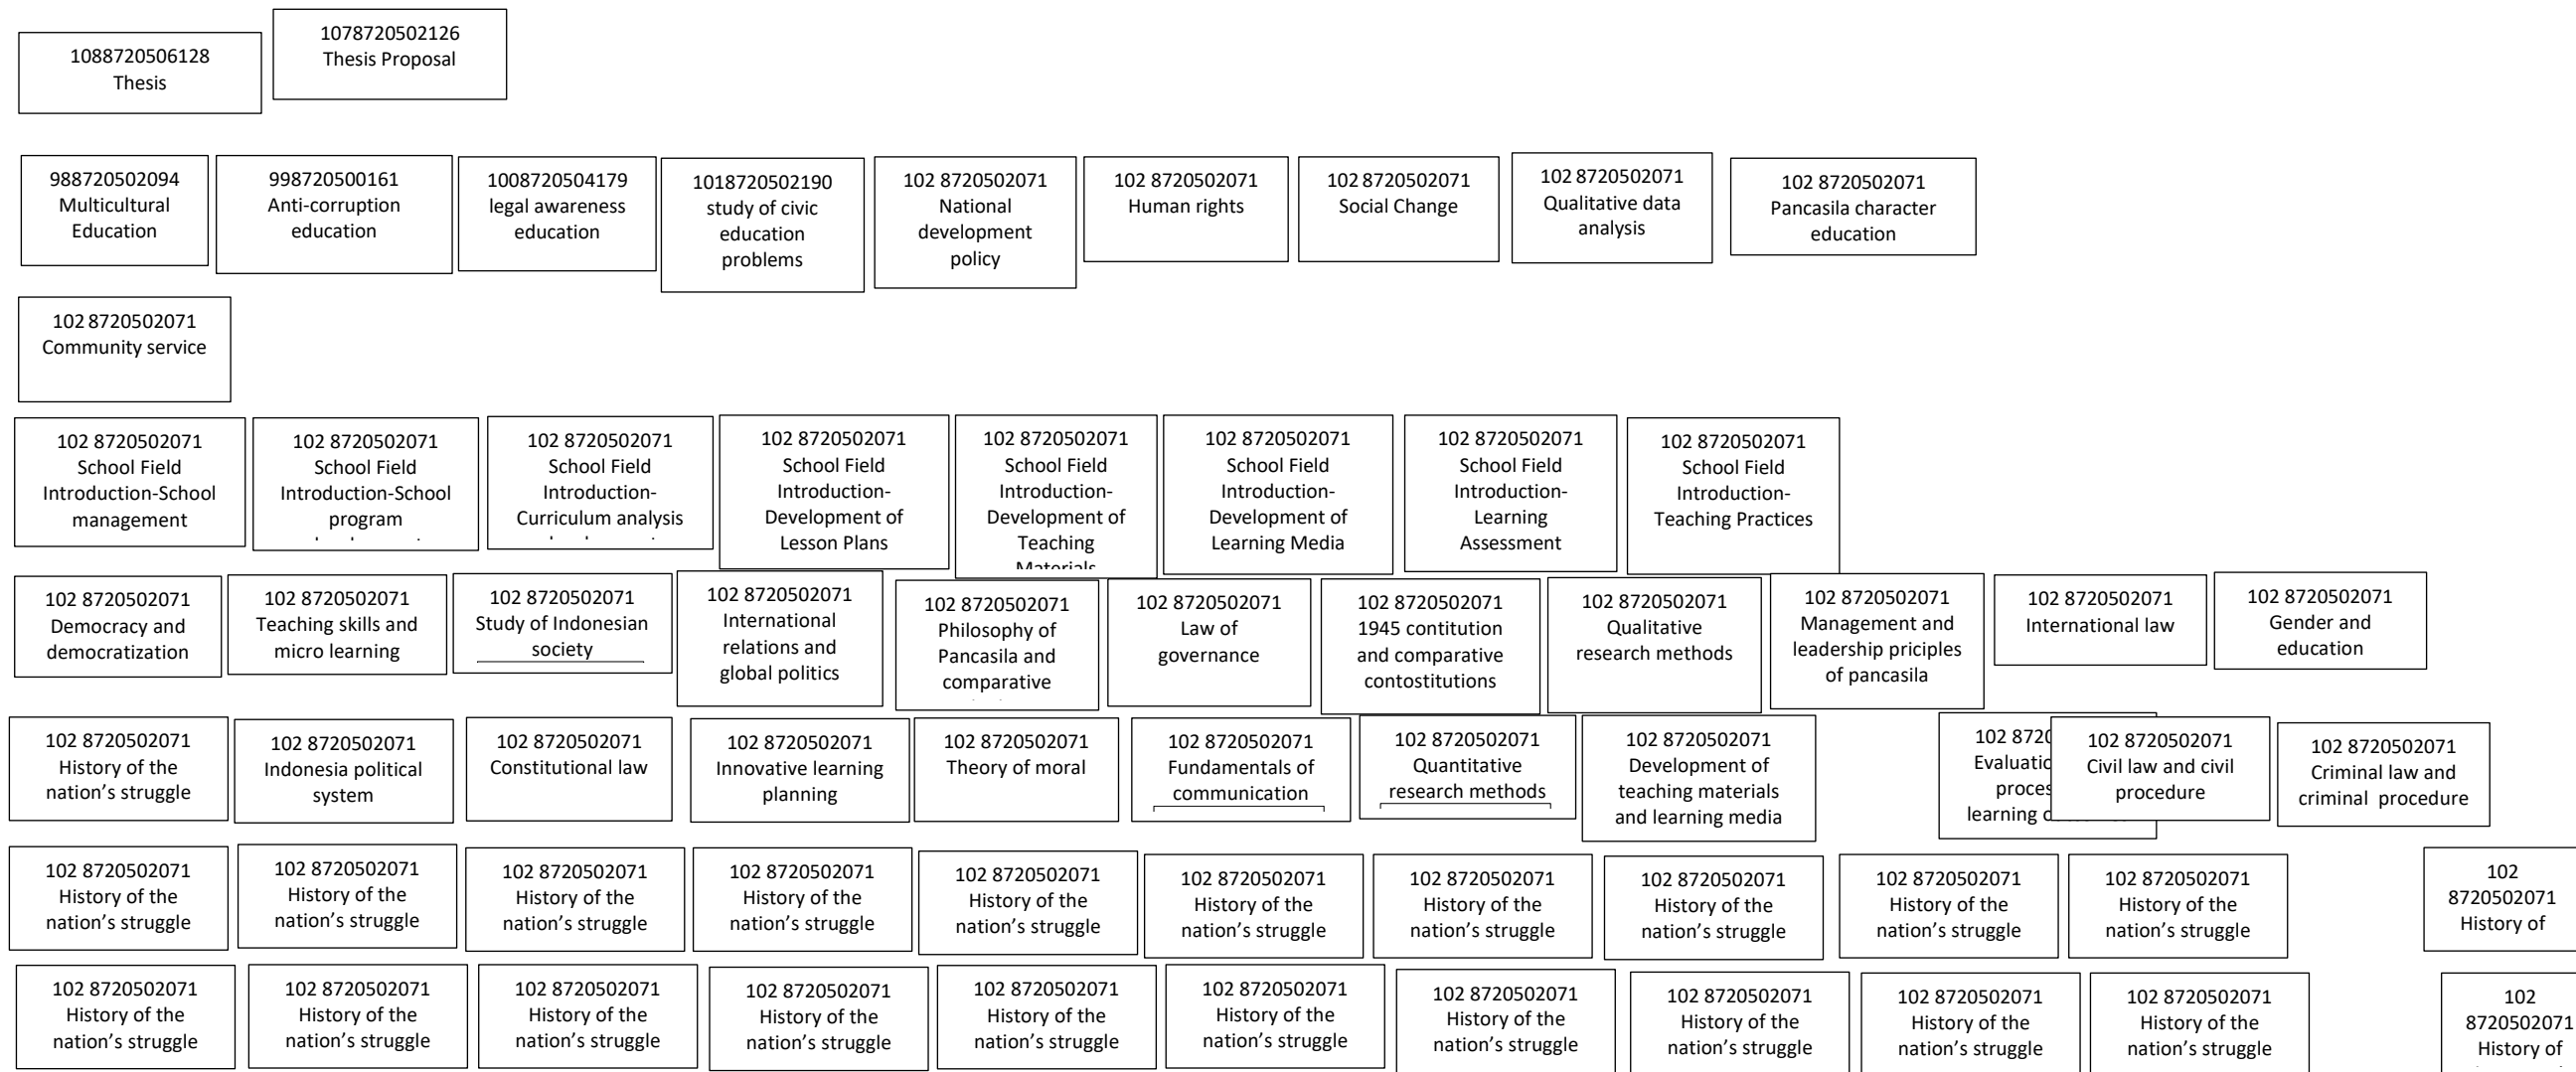 1088720506128
Thesis
1078720502126
Thesis Proposal
988720502094
Multicultural
Education
998720500161
Anti-corruption
education
1008720504179
legal awareness
education
1018720502190
study of civic
education
problems
102 8720502071
National
development
policy
102 8720502071
Human rights
102 8720502071
Social Change
102 8720502071
Qualitative data
analysis
102 8720502071
Pancasila character
education
102 8720502071
Community service
102 8720502071
School Field
Introduction-School
management
102 8720502071
School Field
Introduction-School
program
102 8720502071
School Field
Introduction-
Curriculum analysis
102 8720502071
School Field
Introduction-
Development of
Lesson Plans
102 8720502071
School Field
Introduction-
Development of
Teaching
Materials
102 8720502071
School Field
Introduction-
Development of
Learning Media
102 8720502071
School Field
Introduction-
Learning
Assessment
102 8720502071
School Field
Introduction-
Teaching Practices
102 8720502071
Democracy and
democratization
102 8720502071
Teaching skills and
micro learning
102 8720502071
Study of Indonesian
society
102 8720502071
International
relations and
global politics
102 8720502071
Philosophy of
Pancasila and
comparative
102 8720502071
Law of
governance
102 8720502071
1945 contitution
and comparative
contostitutions
102 8720502071
Qualitative
research methods
102 8720502071
Management and
leadership priciples
of pancasila
102 8720502071
International law
102 8720502071
Gender and
education
102 8720502071
History of the
nation’s struggle
102 8720502071
Indonesia political
system
102 8720502071
Constitutional law
102 8720502071
Innovative learning
planning
102 8720502071
Theory of moral
102 8720502071
Fundamentals of
communication
102 8720502071
Quantitative
research methods
102 8720502071
Development of
teaching materials
and learning media
102
learning
102 8720502071
Civil law and civil
procedure
102 8720502071
Criminal law and
criminal procedure
102 8720502071
History of the
nation’s struggle
102 8720502071
History of the
nation’s struggle
102 8720502071
History of the
nation’s struggle
102 8720502071
History of the
nation’s struggle
102 8720502071
History of the
nation’s struggle
102 8720502071
History of the
nation’s struggle
102 8720502071
History of the
nation’s struggle
102 8720502071
History of the
nation’s struggle
102 8720502071
History of the
nation’s struggle
102 8720502071
History of the
nation’s struggle
102
8720502071
History of
102 8720502071
History of the
nation’s struggle
102 8720502071
History of the
nation’s struggle
102 8720502071
History of the
nation’s struggle
102 8720502071
History of the
nation’s struggle
102 8720502071
History of the
nation’s struggle
102 8720502071
History of the
nation’s struggle
102 8720502071
History of the
nation’s struggle
102 8720502071
History of the
nation’s struggle
102 8720502071
History of the
nation’s struggle
102 8720502071
History of the
nation’s struggle
102
8720502071
History of